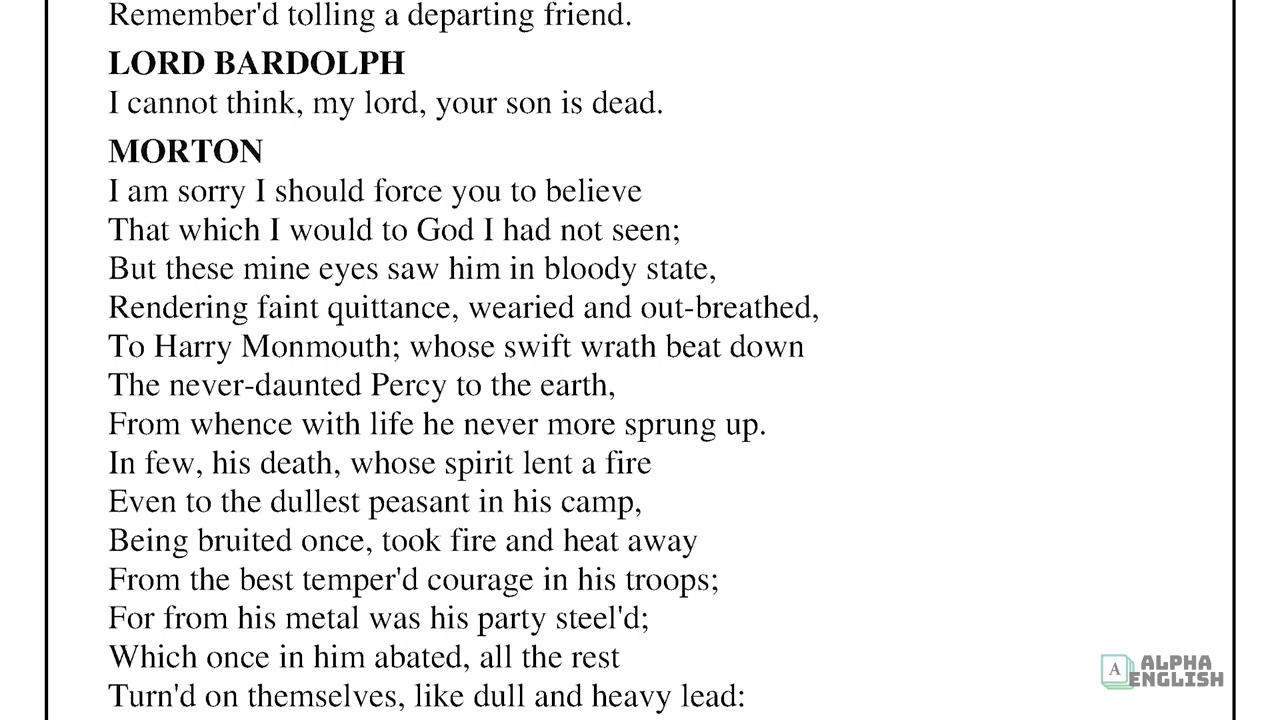 Remember'd tolling a departing friend.
LORD BARDOLPH
I cannot think, my lord, your son is dead.
MORTON
I am sorry I should force you to believe
That which I would to God I had not seen;
But these mine eyes saw him in bloody state,
Rendering faint quittance, wearied and out-breathed,
To Harry Monmouth; whose swift wrath beat down
The never-daunted Percy to the earth,
From whence with life he never more sprung up.
In few, his death, whose spirit lent a fire
Even to the dullest peasant in his camp,
Being bruited once, took fire and heat away
From the best temper'd courage in his troops;
For from his metal was his party steel'd;
Which once in him abated, all the rest
Turn'd on themselves, like dull and heavy lead:
A ALPHA
ENGLISH